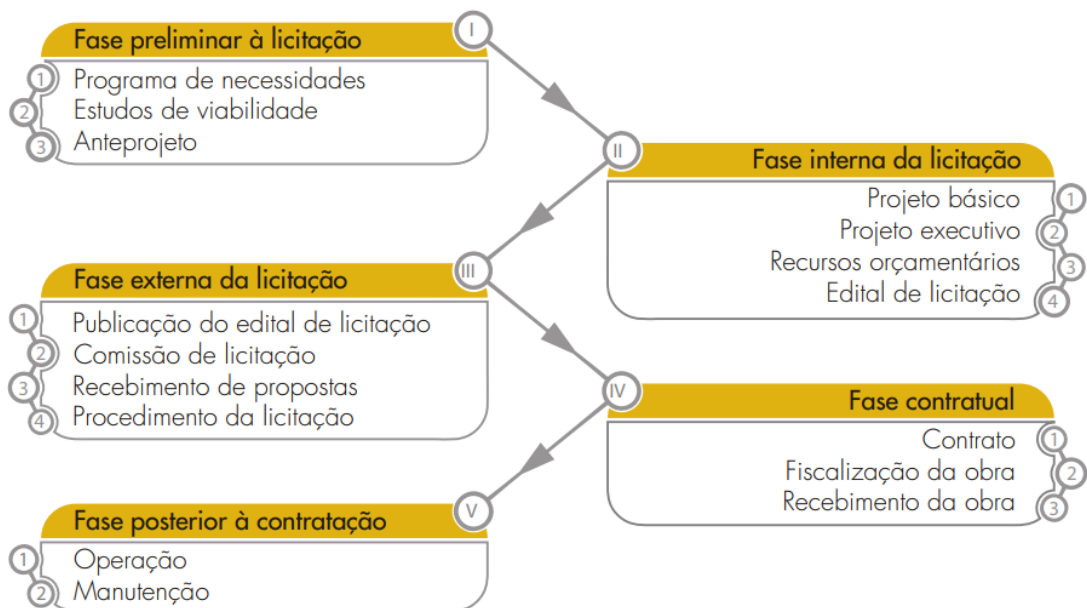 I
Fase preliminar à licitação
1 Programa de necessidades
2 Estudos de viabilidade
3 Anteprojeto
II
Fase interna da licitação
Projeto básico 1
Projeto executivo 2
Recursos orçamentários 3
Edital de licitação 4
III
Fase externa da licitação
1 Publicação do edital de licitação
2 Comissão de licitação
3 Recebimento de propostas
4 Procedimento da licitação
IV
Fase contratual
Contrato 1
Fiscalização da obra 2
Recebimento da obra 3
V
Fase posterior à contratação
1 Operação
2 Manutenção